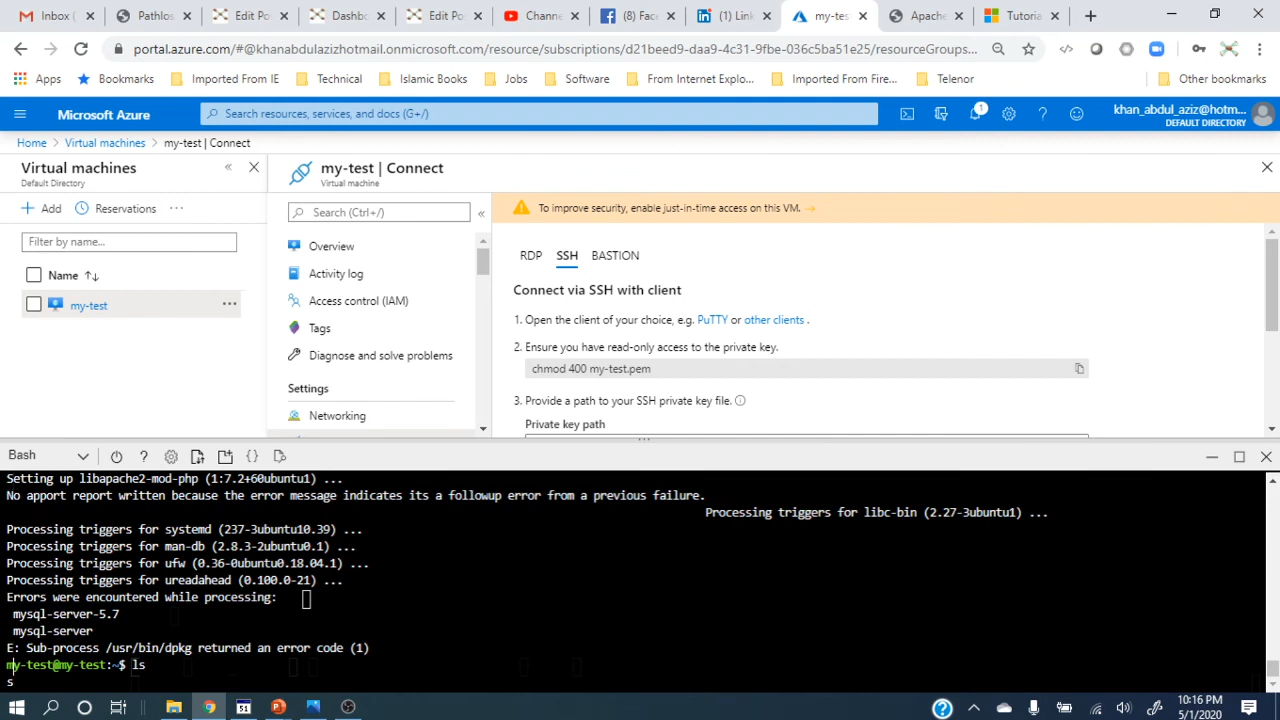 Inbox (
Pathlos
Edit Po
Dashbo
Edit Po
Channe
(8) Face
(1) Link
my-tes
Apache
Tutoria
portal.azure.com/#@khanabdulazizhotmail.onmicrosoft.com/resource/subscriptions/d21beed9-daa9-4c31-9fbe-036c5ba51e25/resourceGroups...
Apps
Bookmarks
Imported From IE
Technical
Islamic Books
Jobs
Software
From Internet Explo...
Imported From Fire...
Telenor
Other bookmarks
Microsoft Azure
Search resources, services, and docs (G+/)
1
khan_abdul_aziz@hotm...
DEFAULT DIRECTORY
Home > Virtual machines > my-test | Connect
Virtual machines
Default Directory
Add
Reservations
Filter by name...
Name
my-test
my-test | Connect
Virtual machine
Search (Ctrl+/)
Overview
Activity log
Access control (IAM)
Tags
Diagnose and solve problems
Settings
Networking
To improve security, enable just-in-time access on this VM. →
RDP SSH BASTION
Connect via SSH with client
1. Open the client of your choice, e.g. PuTTY or other clients .
2. Ensure you have read-only access to the private key.
chmod 400 my-test.pem
3. Provide a path to your SSH private key file.
Private key path
Bash
Setting up libapache2-mod-php (1:7.2+60ubuntu1) ...
No apport report written because the error message indicates its a followup error from a previous failure.
Processing triggers for libc-bin (2.27-3ubuntu1) ...
Processing triggers for systemd (237-3ubuntu10.39) ...
Processing triggers for man-db (2.8.3-2ubuntu0.1) ...
Processing triggers for ufw (0.36-0ubuntu0.18.04.1) ...
Processing triggers for ureadahead (0.100.0-21) ...
Errors were encountered while processing:
mysql-server-5.7
mysql-server
E: Sub-process /usr/bin/dpkg returned an error code (1)
my-test@my-test:~$ ls
s
10:16 PM
5/1/2020